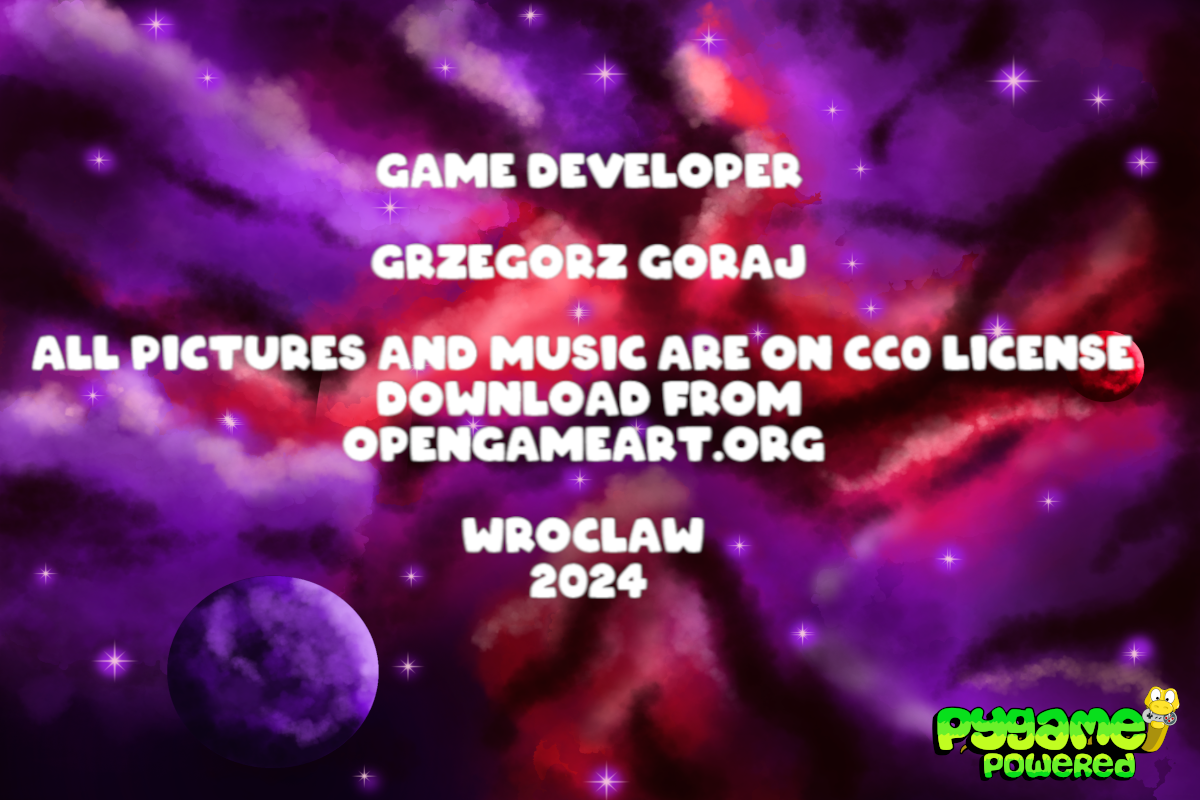 GAME DEVELOPER
GRZEGORZ GORAJ
ALL PICTURES AND MUSIC ARE ON CC0 LICENSE
DOWNLOAD FROM
OPENGAMEART.ORG
WROCLAW
2024
pygame
powered